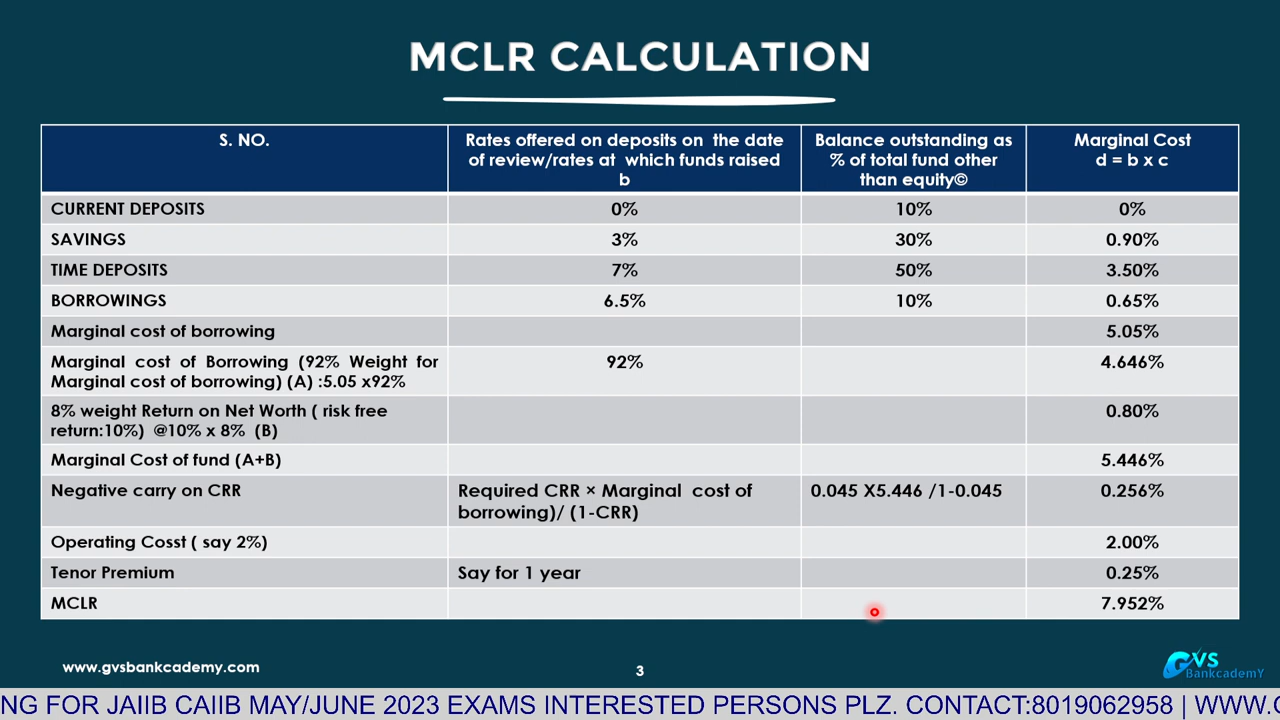 MCLR CALCULATION
S. NO.
Rates offered on deposits on the date
of review/rates at which funds raised
b
Balance outstanding as
% of total fund other
than equity©
Marginal Cost
d = b x c
CURRENT DEPOSITS 0% 10% 0%
SAVINGS 3% 30% 0.90%
TIME DEPOSITS 7% 50% 3.50%
BORROWINGS 6.5% 10% 0.65%
Marginal cost of borrowing 5.05%
Marginal cost of Borrowing (92% Weight for
Marginal cost of borrowing) (A) :5.05 x92%
92% 4.646%
8% weight Return on Net Worth ( risk free
return:10%) @10% x 8% (B)
0.80%
Marginal Cost of fund (A+B) 5.446%
Negative carry on CRR
Required CRR × Marginal cost of
borrowing)/ (1-CRR)
0.045 X5.446 /1-0.045 0.256%
Operating Cosst ( say 2%) 2.00%
Tenor Premium Say for 1 year 0.25%
MCLR 7.952%
www.gvsbankcademy.com
3
GVS
BankcademY
NG FOR JAIIB CAIIB MAY/JUNE 2023 EXAMS INTERESTED PERSONS PLZ. CONTACT:8019062958 | WWW.